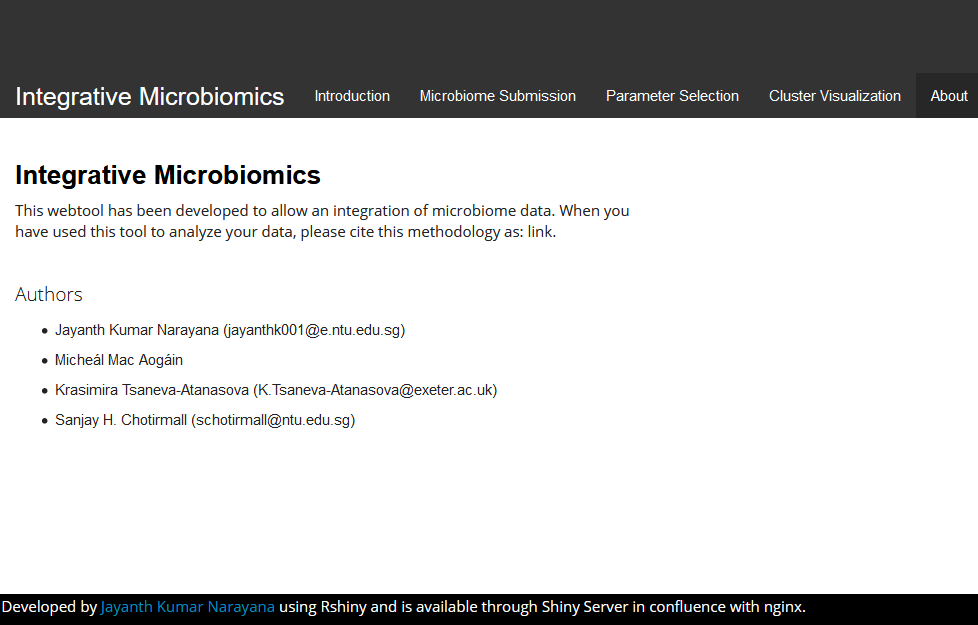 Integrative Microbiomics Introduction Microbiome Submission Parameter Selection Cluster Visualization About
Integrative Microbiomics
This webtool has been developed to allow an integration of microbiome data. When you
have used this tool to analyze your data, please cite this methodology as: link.
Authors
• Jayanth Kumar Narayana (jayanthk001@e.ntu.edu.sg)
• Micheál Mac Aogáin
• Krasimira Tsaneva-Atanasova (K.Tsaneva-Atanasova@exeter.ac.uk)
• Sanjay H. Chotirmall (schotirmall@ntu.edu.sg)
Developed by Jayanth Kumar Narayana using Rshiny and is available through Shiny Server in confluence with nginx.